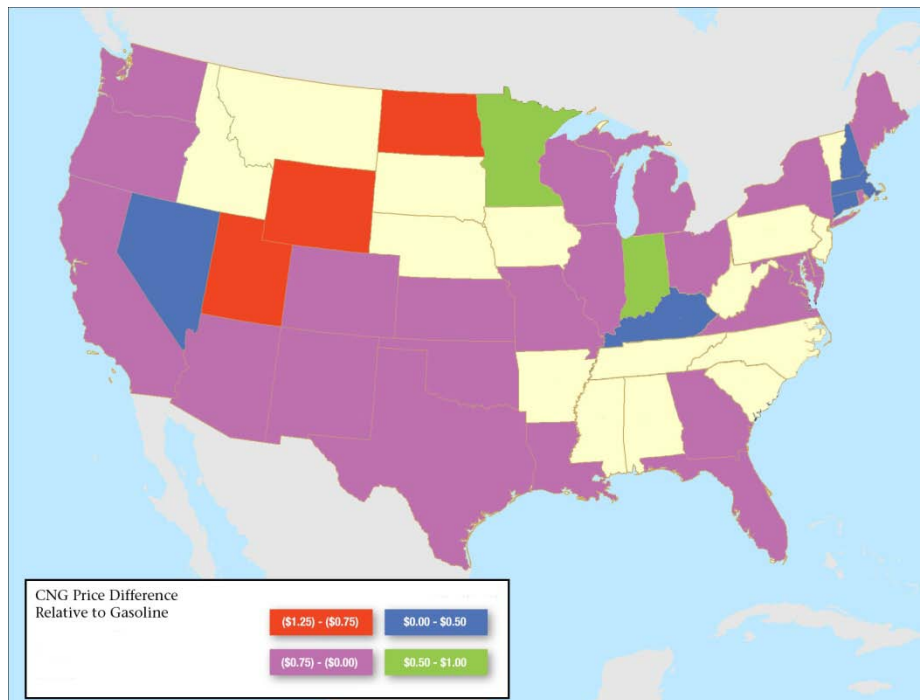 CNG Price Difference
Relative to Gasoline
($1.25) - ($0.75)
$0.00 - $0.50
($0.75) - ($0.00)
$0.50 - $1.00